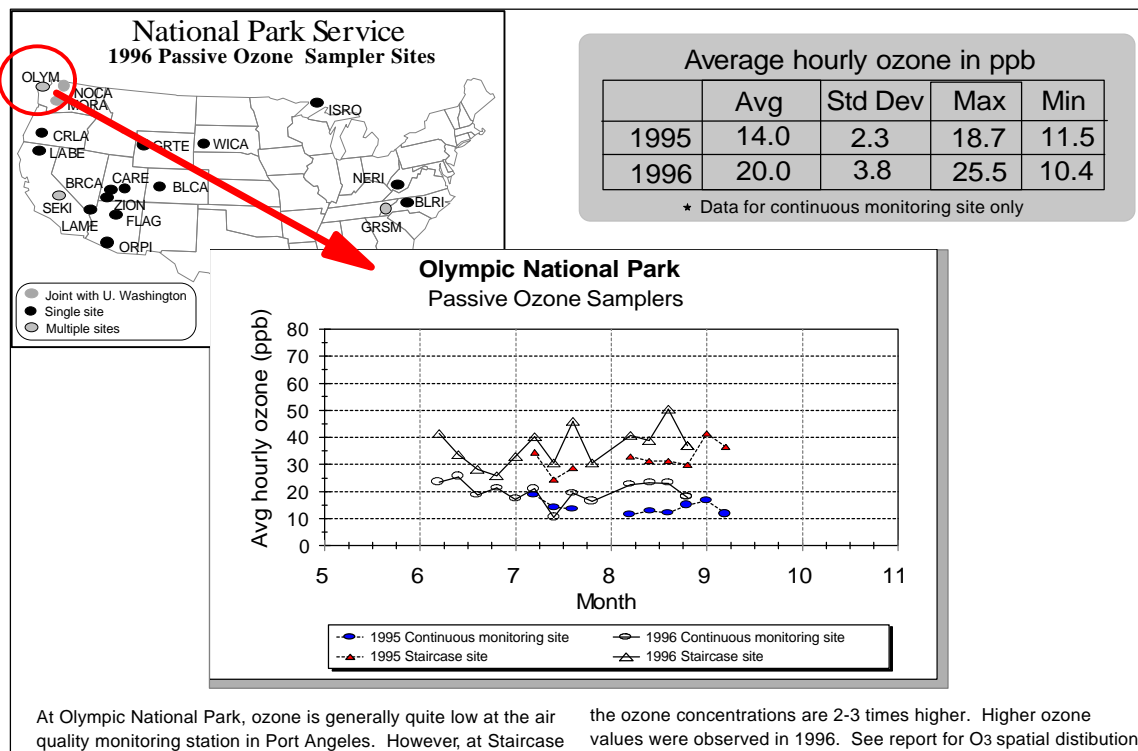 National Park Service
1996 Passive Ozone Sampler Sites
OLYM
NOCA
MORA
ISRO
CRLA
LABE
GRTE
WICA
BRCA
CARE
BLCA
NERI
SEKI
ZION
BLRI
LAME
FLAG
GRSM
ORPI
Joint with U. Washington
Single site
Multiple sites
Average hourly ozone in ppb
Avg Std Dev Max Min
1995 14.0 2.3 18.7 11.5
1996 20.0 3.8 25.5 10.4
★ Data for continuous monitoring site only
Olympic National Park
Passive Ozone Samplers
Avg hourly ozone (ppb)
80
70
60
50
40
30
20
10
0
5 6 7 8 9 10 11
Month
1995 Continuous monitoring site 1996 Continuous monitoring site
1995 Staircase site 1996 Staircase site
At Olympic National Park, ozone is generally quite low at the air
quality monitoring station in Port Angeles. However, at Staircase
the ozone concentrations are 2-3 times higher. Higher ozone
values were observed in 1996. See report for O3 spatial distibution